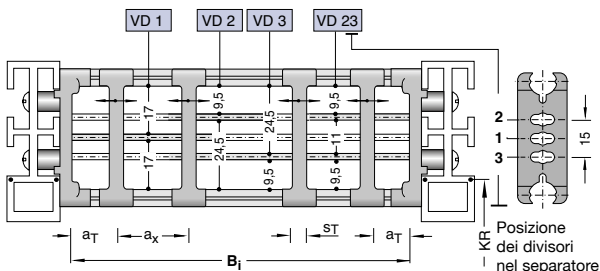 VD 1 VD 2 VD 3 VD 23
17 9,5 24,5 9,5
17 24,5 9,5 11 9,5
2
1
3
15
aT ax sT aT
Bi
KR
Posizione
dei divisori
nel separatore